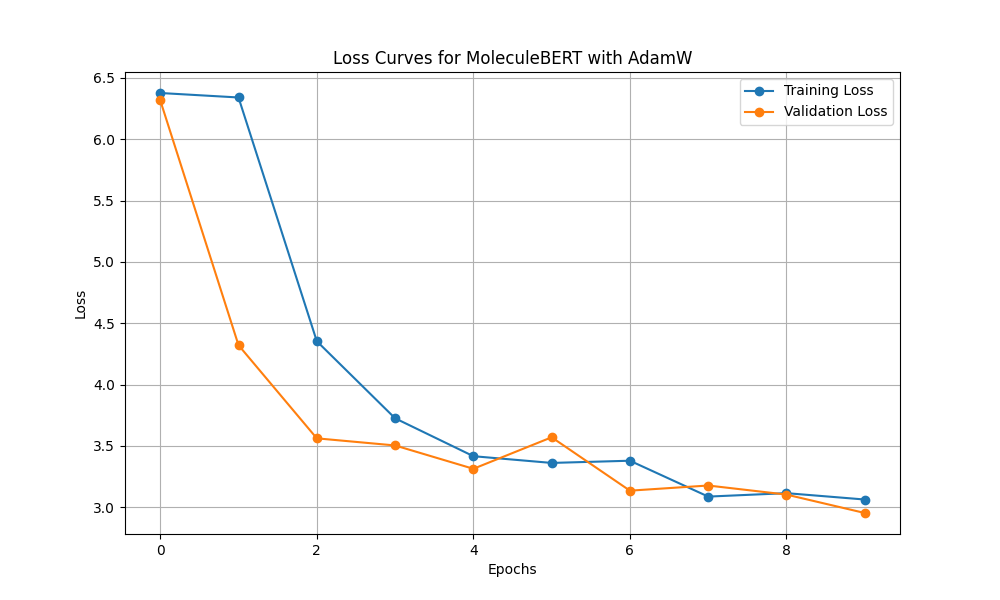 Loss Curves for MoleculeBERT with AdamW
Training Loss
Validation Loss
6.5
6.0
5.5
5.0
4.5
4.0
3.5
3.0
Loss
0 2 4 6 8
Epochs